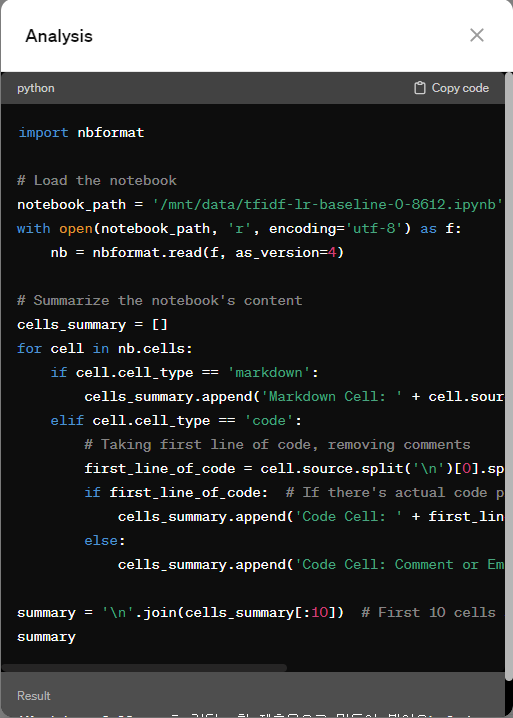 Analysis
python
Copy code
import nbformat
# Load the notebook
notebook_path = '/mnt/data/tfidf-lr-baseline-0-8612.ipynb'
with open(notebook_path, 'r', encoding='utf-8') as f:
    nb = nbformat.read(f, as_version=4)
# Summarize the notebook's content
cells_summary = []
for cell in nb.cells:
    if cell.cell_type == 'markdown':
        cells_summary.append('Markdown Cell: ' + cell.sour
    elif cell.cell_type == 'code':
        # Taking first line of code, removing comments
        first_line_of_code = cell.source.split('\n')[0].sp
        if first_line_of_code:  # If there's actual code p
            cells_summary.append('Code Cell: ' + first_lin
        else:
            cells_summary.append('Code Cell: Comment or Em
summary = '\n'.join(cells_summary[:10])  # First 10 cells
summary
Result